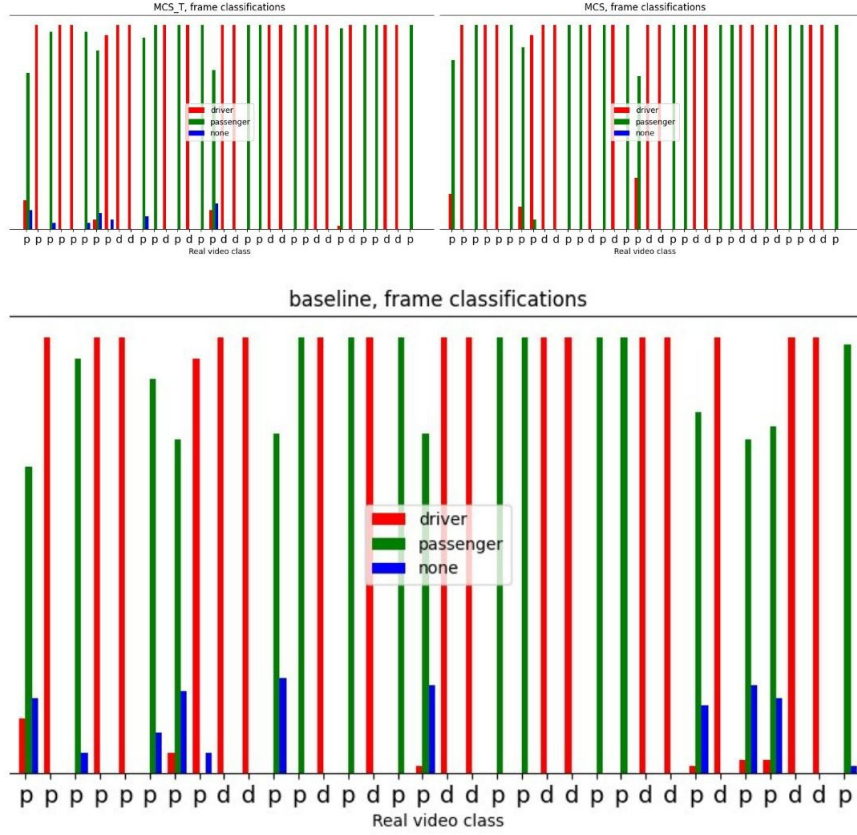 MCS_T, frame classifications
driver
passenger
none
p p p p p p p p d d p p d p d p p d d p p d d p p d d p d p p d d p
Real video class
MCS, frame classifications
driver
passenger
none
p p p p p p p p d d p p d p d p p d d p p d d p p d d p d p p d d p
Real video class
baseline, frame classifications
driver
passenger
none
p p p p p p p p d d p p d p d p p d d p p d d p p d d p d p p d d p
Real video class